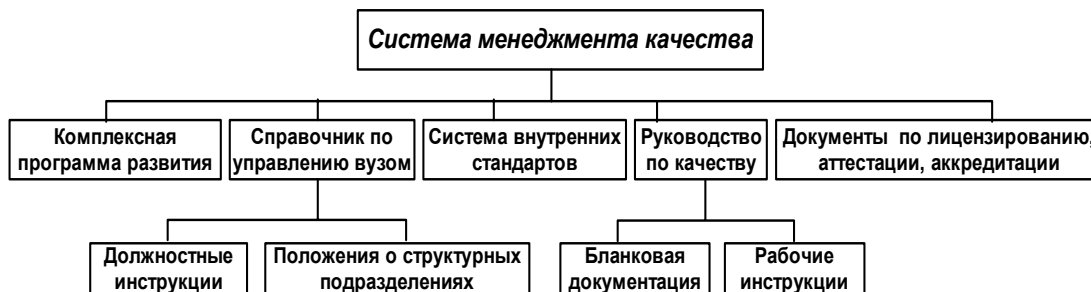 Система менеджмента качества
Комплексная
программа развития
Справочник по
управлению вузом
Система внутренних
стандартов
Руководство
по качеству
Документы по лицензированию,
аттестации, аккредитации
Должностные
инструкции
Положения о структурных
подразделениях
Бланковая
документация
Рабочие
инструкции